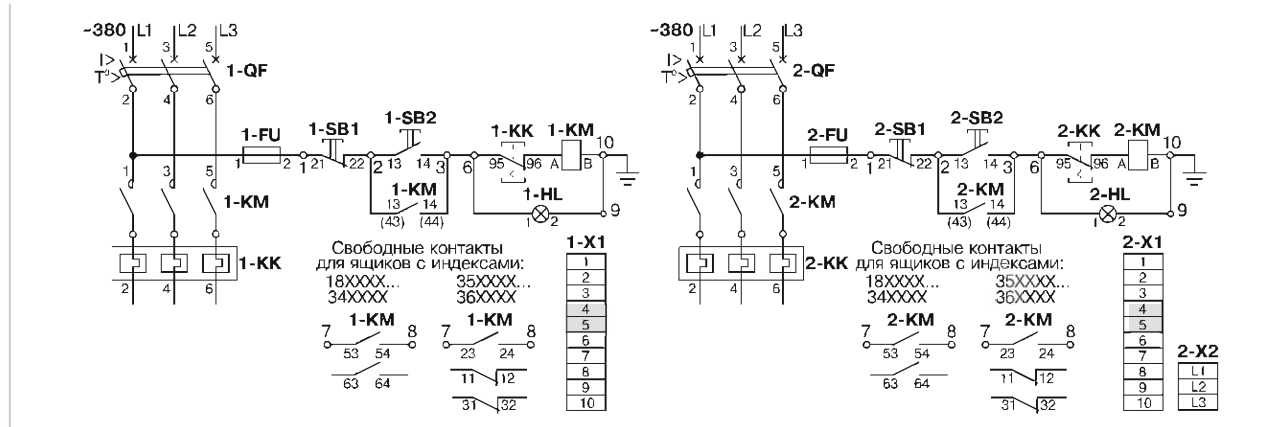 ~380 L1 L2 L3
1 3 5
I>
T°>
1-QF
2 4 6
1-FU 1-SB1 1-SB2 1-KK 1-KM 10
1 2 1 21 22 2 13 14 3 6 95 96 A B
1 3 5
1-KM
1-KM
13 14
(43) (44)
1-HL
1 2
9
1-KK
2 4 6
Свободные контакты
для ящиков с индексами:
18XXXX... 35XXXX...
34XXXX 36XXXX
1-KM 1-KM
7 8 7 8
53 54 23 24
63 64 11 12
31 32
1-X1
1
2
3
4
5
6
7
8
9
10
~380 L1 L2 L3
1 3 5
I>
T°>
2-QF
2 4 6
2-FU 2-SB1 2-SB2 2-KK 2-KM 10
1 2 1 21 22 2 13 14 3 6 95 96 A B
1 3 5
2-KM
2-KM
13 14
(43) (44)
2-HL
1 2
9
2-KK
2 4 6
Свободные контакты
для ящиков с индексами:
18XXXX... 35XXXX...
34XXXX 36XXXX
2-KM 2-KM
7 8 7 8
53 54 23 24
63 64 11 12
31 32
2-X1
1
2
3
4
5
6
7
8
9
10
2-X2
L1
L2
L3